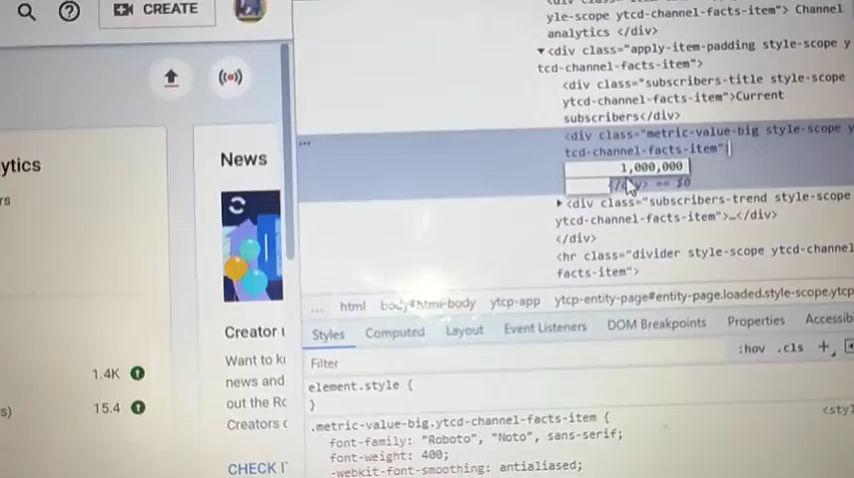 CREATE
ytics
rs
1.4K
s)
15.4
News
Creator
Want to
news and
out the
Creators
CHECK
yle-scope ytcd-channel-facts-item"> Channel
analytics </div>
▼<div class="apply-item-padding style-scope y
tcd-channel-facts-item">
<div class="subscribers-title style-scope
ytcd-channel-facts-item">Current
subscribers</div>
...
<div class="metric-value-big style-scope y
tcd-channel-facts-item">
1,000,000
== $0
▶<div class="subscribers-trend style-scope
ytcd-channel-facts-item">…</div>
</div>
<hr class="divider style-scope ytcd-channel
facts-item">
... html body#html-body ytcp-app ytcp-entity-page#entity-page.loaded.style-scope.ytcp
Styles Computed Layout Event Listeners DOM Breakpoints Properties Accessibi
Filter
:hov .cls +
element.style {
}
.metric-value-big.ytcd-channel-facts-item {
<styl
font-family: "Roboto", "Noto", sans-serif;
font-weight: 400;
-webkit-font-smoothing: antialiased;